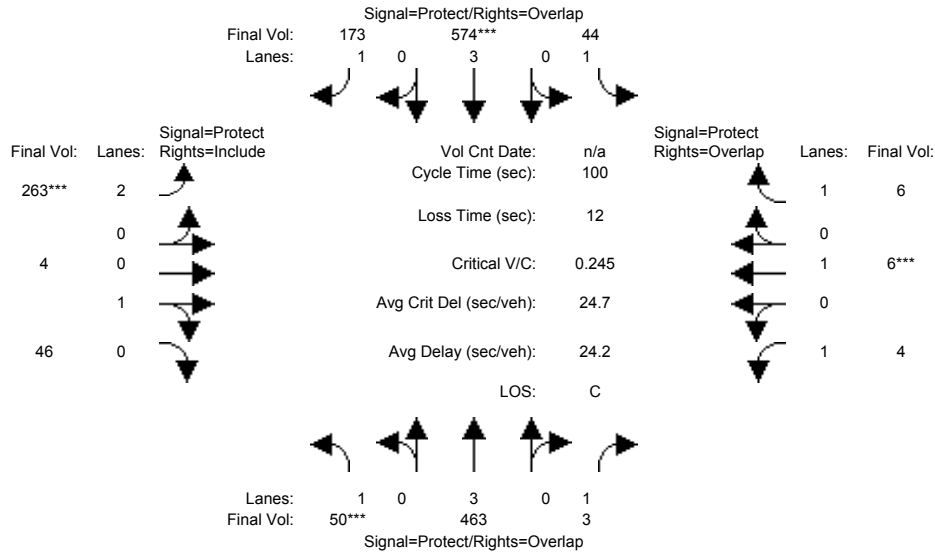 Signal=Protect/Rights=Overlap
Final Vol: 173 574*** 44
Lanes: 1 0 3 0 1
Signal=Protect
Final Vol: Lanes: Rights=Include
Vol Cnt Date: n/a
Signal=Protect
Rights=Overlap Lanes: Final Vol:
Cycle Time (sec): 100
263*** 2
1 6
Loss Time (sec): 12
0
0
4 0
Critical V/C: 0.245
1 6***
1
Avg Crit Del (sec/veh): 24.7
0
46 0
Avg Delay (sec/veh): 24.2
1 4
LOS: C
Lanes: 1 0 3 0 1
Final Vol: 50*** 463 3
Signal=Protect/Rights=Overlap